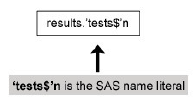 results.'tests$'n
‘tests$’n is the SAS name literal